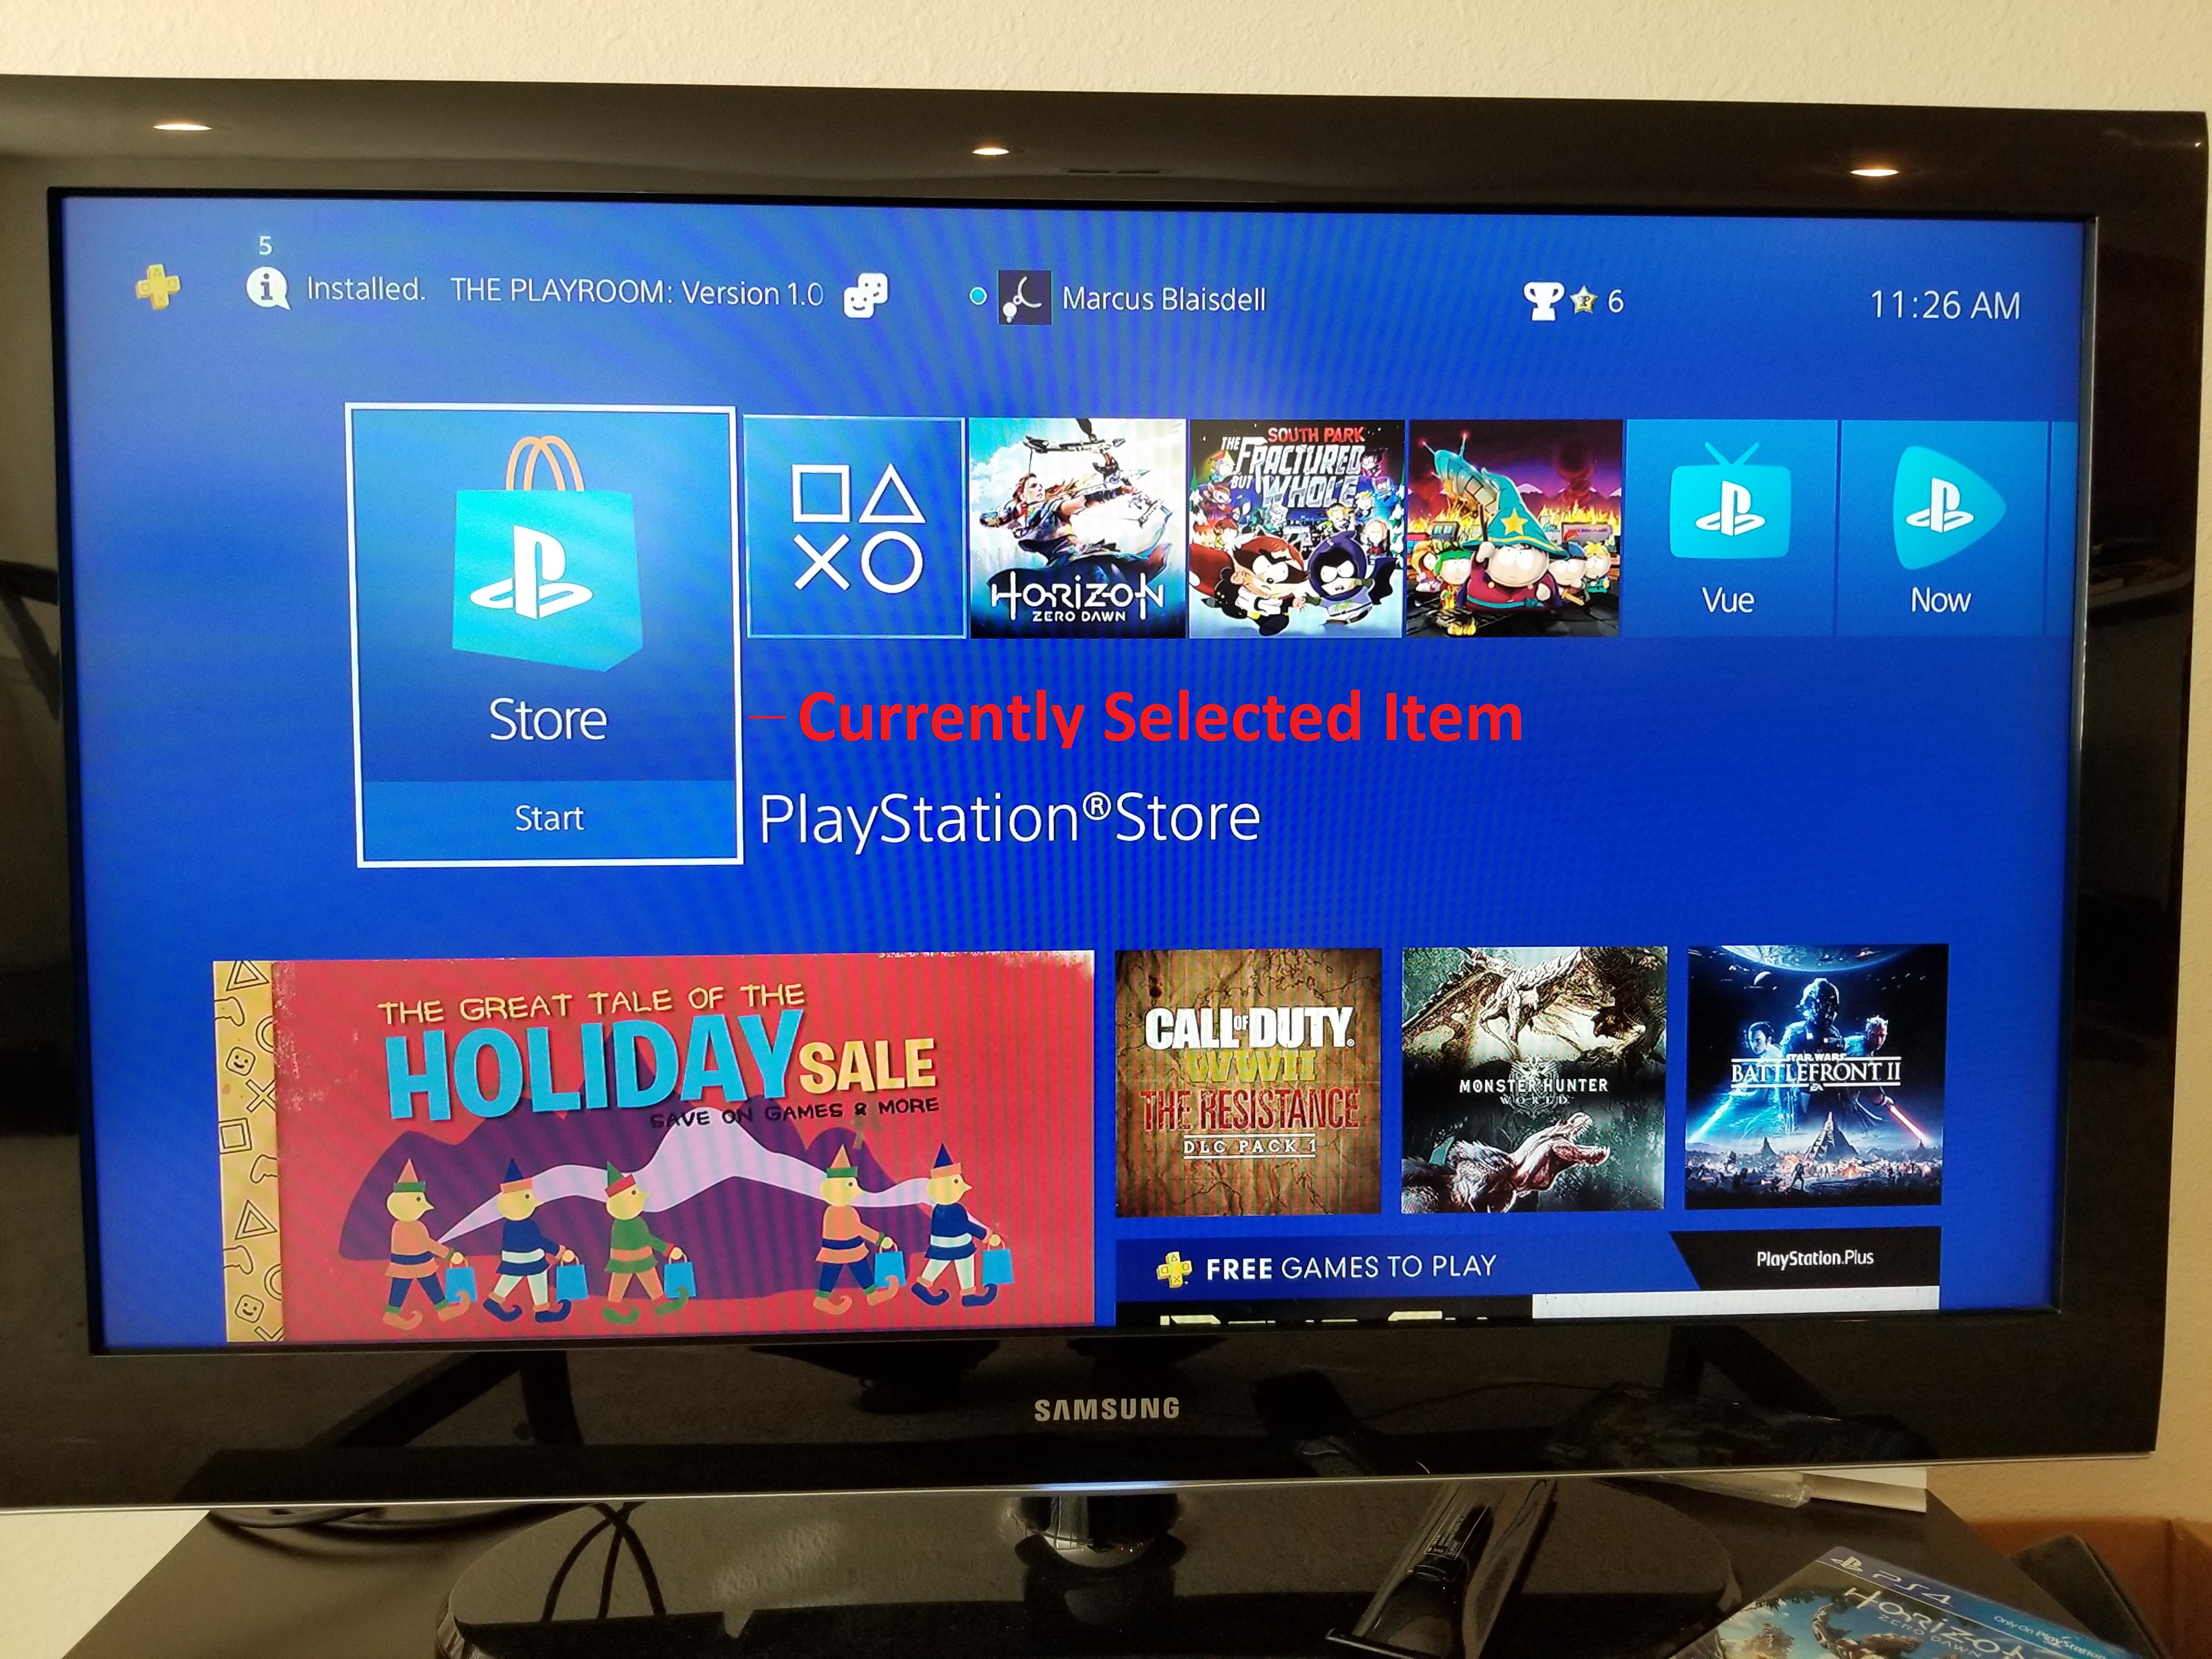 5
Installed. THE PLAYROOM: Version 1.0
Marcus Blaisdell
6
11:26 AM
SOUTH PARK
THE
FRACTURED
BUT WHOLE
HORIZON
ZERO DAWN
Vue
Now
Store
Currently Selected Item
Start
PlayStation®Store
THE GREAT TALE OF THE
HOLIDAY SALE
SAVE ON GAMES & MORE
CALL OF DUTY
WWII
THE RESISTANCE
DLC PACK 1
MONSTER HUNTER
WORLD
STAR WARS
BATTLEFRONT II
EA
FREE GAMES TO PLAY
PlayStation.Plus
SAMSUNG
PS4
Only On PlayStation
HORIZON
ZERO DAWN